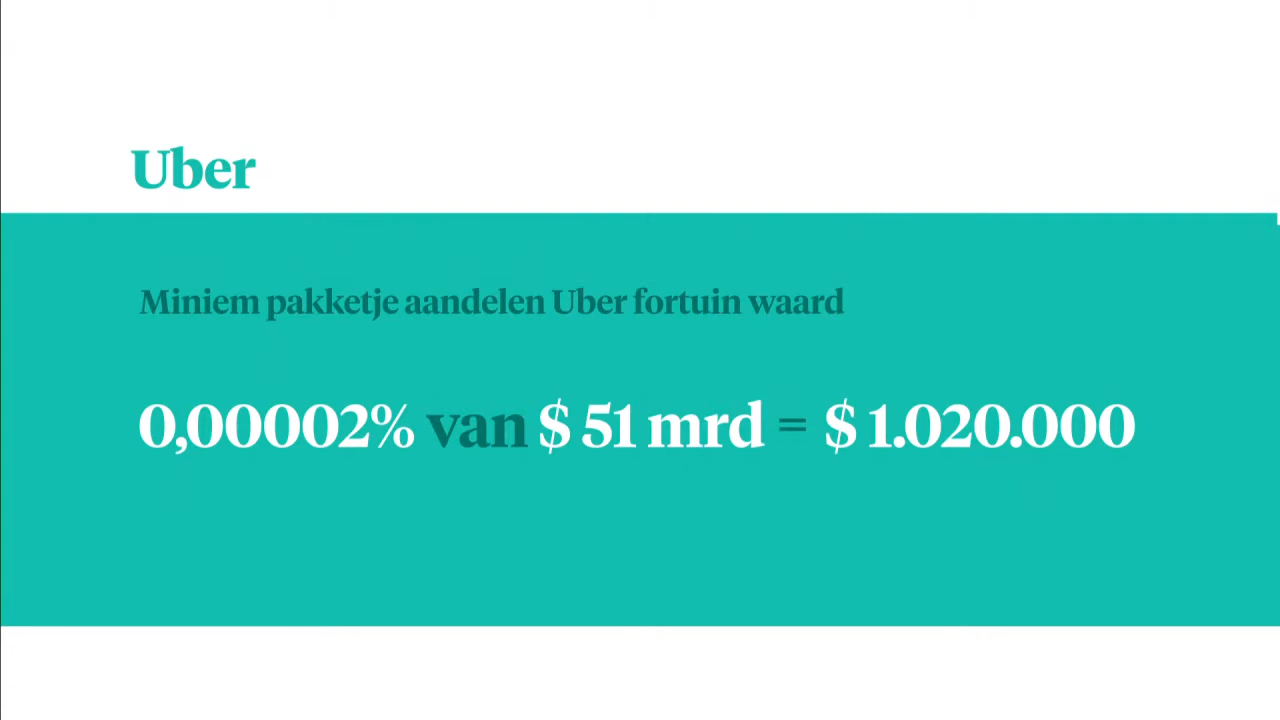 Uber
Miniem pakketje aandelen Uber fortuin waard
0,00002% van $ 51 mrd = $ 1.020.000